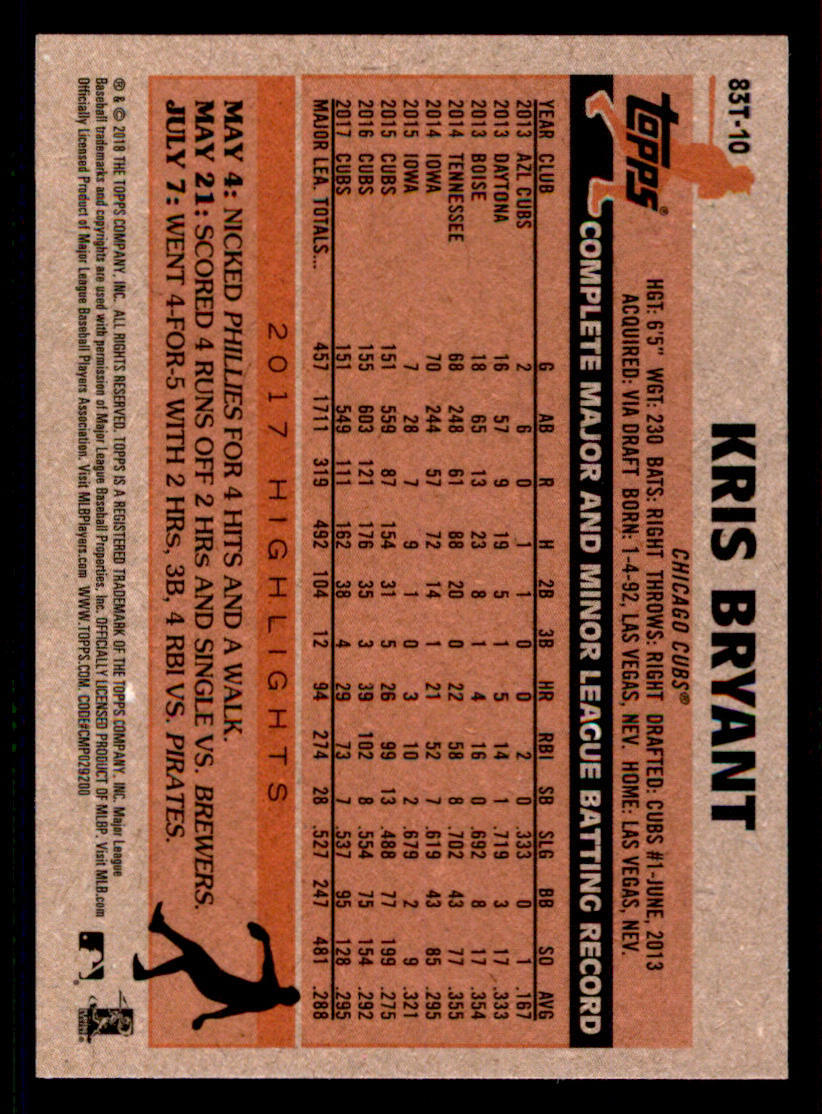 83T-10
KRIS BRYANT
CHICAGO CUBS®
topps®
HGT: 6'5" WGT: 230 BATS: RIGHT THROWS: RIGHT DRAFTED: CUBS #1-JUNE, 2013
ACQUIRED: VIA DRAFT BORN: 1-4-92, LAS VEGAS, NEV. HOME: LAS VEGAS, NEV.
COMPLETE MAJOR AND MINOR LEAGUE BATTING RECORD
YEAR CLUB G AB R H 2B 3B HR RBI SB SLG BB SO AVG
2013 AZL CUBS 2 6 0 1 1 0 0 2 0 .333 0 1 .167
2013 DAYTONA 16 57 9 19 5 1 5 14 1 .719 3 17 .333
2013 BOISE 18 65 13 23 8 1 4 16 0 .692 8 17 .354
2014 TENNESSEE 68 248 61 88 20 0 22 58 8 .702 43 77 .355
2014 IOWA 70 244 57 72 14 1 21 52 7 .619 43 85 .295
2015 IOWA 7 28 7 9 1 0 3 10 2 .679 2 9 .321
2015 CUBS 151 559 87 154 31 5 26 99 13 .488 77 199 .275
2016 CUBS 155 603 121 176 35 3 39 102 8 .554 75 154 .292
2017 CUBS 151 549 111 162 38 4 29 73 7 .537 95 128 .295
MAJOR LEA. TOTALS... 457 1711 319 492 104 12 94 274 28 .527 247 481 .288
2017 HIGHLIGHTS
MAY 4: NICKED PHILLIES FOR 4 HITS AND A WALK.
MAY 21: SCORED 4 RUNS OFF 2 HRs AND SINGLE VS. BREWERS.
JULY 7: WENT 4-FOR-5 WITH 2 HRs, 3B, 4 RBI VS. PIRATES.
® & © 2018 THE TOPPS COMPANY, INC. ALL RIGHTS RESERVED. TOPPS IS A REGISTERED TRADEMARK OF THE TOPPS COMPANY, INC. Major League
Baseball trademarks and copyrights are used with permission of Major League Baseball Properties, Inc. OFFICIALLY LICENSED PRODUCT OF MLBP. Visit MLB.com
Officially Licensed Product of Major League Baseball Players Association. Visit MLBPlayers.com WWW.TOPPS.COM. CODE#CMP029200